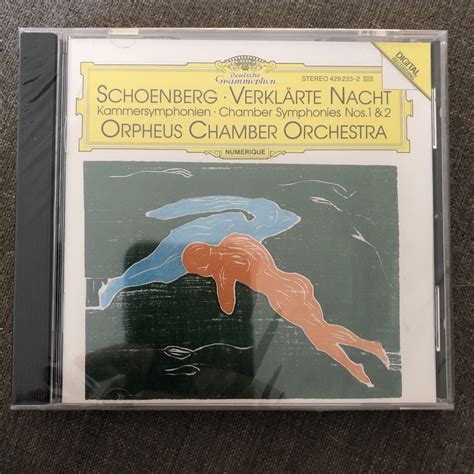 Deutsche
Grammophon
STEREO 429 233-2
DIGITAL
SCHOENBERG · VERKLÄRTE NACHT
Kammersymphonien · Chamber Symphonies Nos.1 & 2
ORPHEUS CHAMBER ORCHESTRA
NUMERIQUE